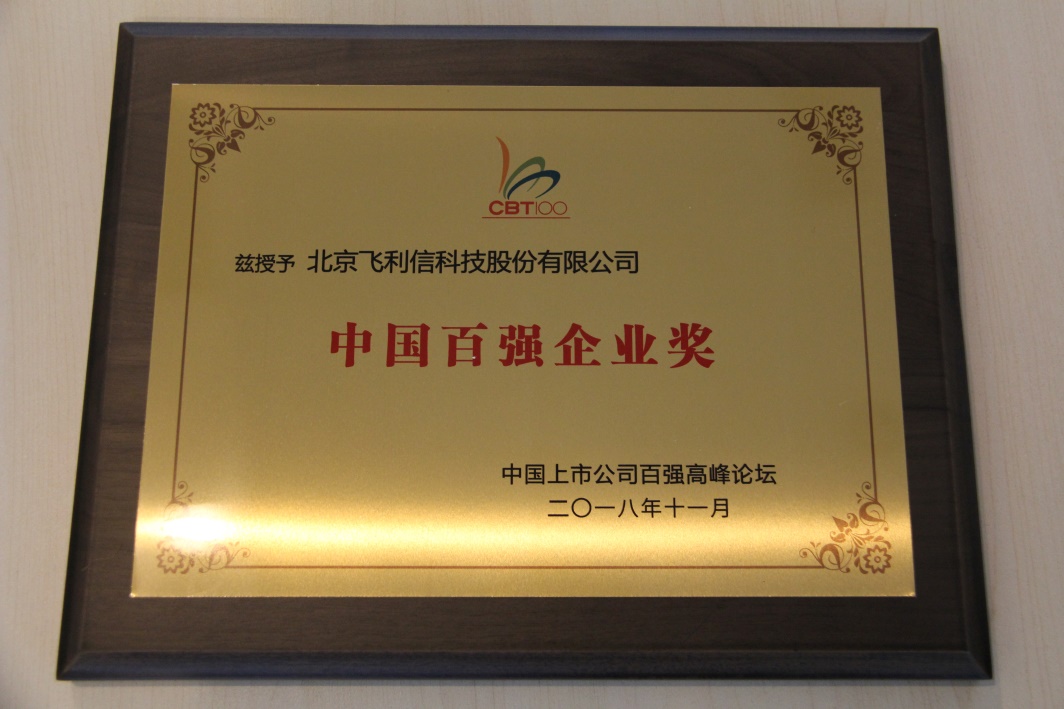 CBT100
兹授予 北京飞利信科技股份有限公司
中国百强企业奖
中国上市公司百强高峰论坛
二〇一八年十一月